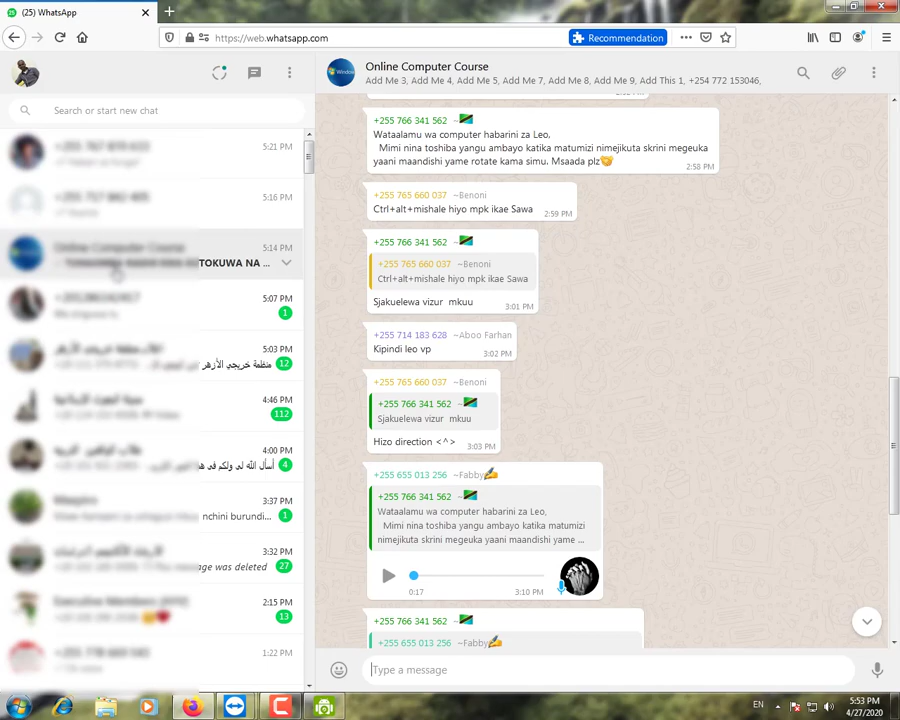 (25) WhatsApp
https://web.whatsapp.com
Recommendation
Search or start new chat
5:21 PM
5:16 PM
Online Computer Course
5:14 PM
TOKUWA NA ...
5:07 PM
1
5:03 PM
منظمة خريجي الأزهر
12
4:46 PM
112
4:00 PM
أسأل الله لي ولكم في
4
3:37 PM
nchini burundi...
1
3:32 PM
age was deleted
27
2:15 PM
13
1:22 PM
Online Computer Course
Add Me 3, Add Me 4, Add Me 5, Add Me 7, Add Me 8, Add Me 9, Add This 1, +254 772 153046,
+255 766 341 562 ~🇹🇿
Wataalamu wa computer habarini za Leo,
Mimi nina toshiba yangu ambayo katika matumizi nimejikuta skrini megeuka
yaani maandishi yame rotate kama simu. Msaada plz🤝
2:58 PM
+255 765 660 037 ~Benoni
Ctrl+alt+mishale hiyo mpk ikae Sawa
2:59 PM
+255 766 341 562 ~🇹🇿
+255 765 660 037 ~Benoni
Ctrl+alt+mishale hiyo mpk ikae Sawa
Sjakuelewa vizur mkuu
3:01 PM
+255 714 183 628 ~Aboo Farhan
Kipindi leo vp
3:02 PM
+255 765 660 037 ~Benoni
+255 766 341 562 ~🇹🇿
Sjakuelewa vizur mkuu
Hizo direction <^>
3:03 PM
+255 655 013 256 ~Fabby✍
+255 766 341 562 ~🇹🇿
Wataalamu wa computer habarini za Leo,
Mimi nina toshiba yangu ambayo katika matumizi
nimejikuta skrini megeuka yaani maandishi yame ...
0:17
3:10 PM
+255 766 341 562 ~🇹🇿
+255 655 013 256 ~Fabby✍
Type a message
EN
5:53 PM
4/27/2020